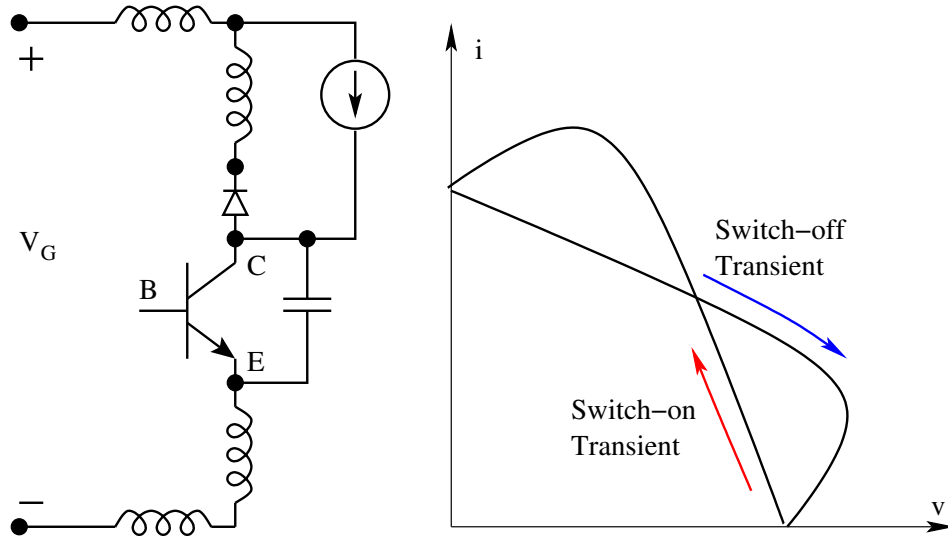 +
V_G
B
C
E
−
i
Switch−off
Transient
Switch−on
Transient
v